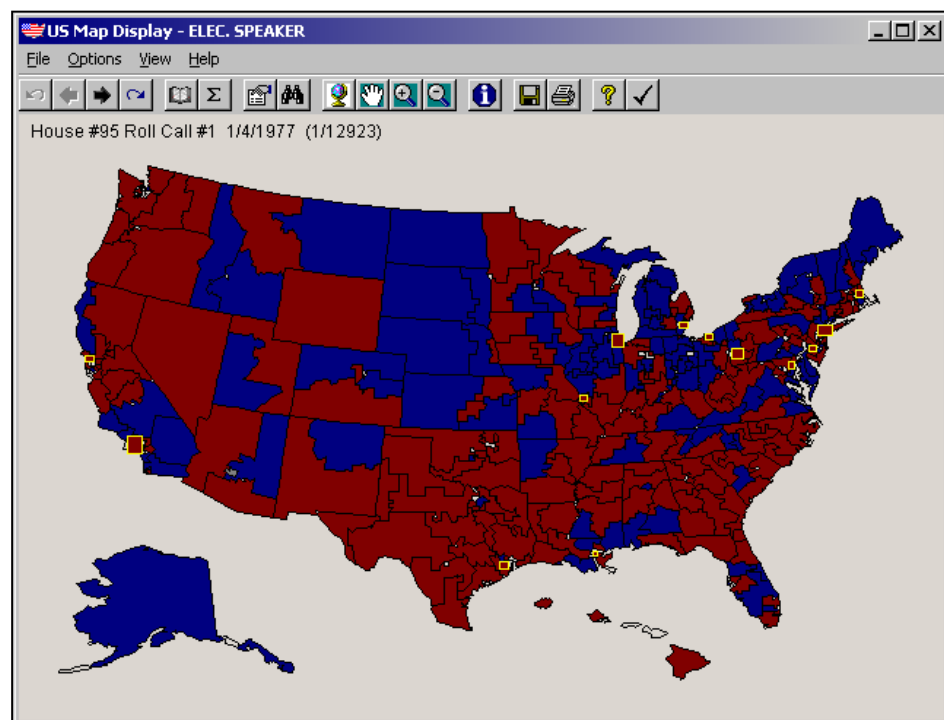 US Map Display - ELEC. SPEAKER
File Options View Help
Σ i ?
House #95 Roll Call #1 1/4/1977 (1/12923)